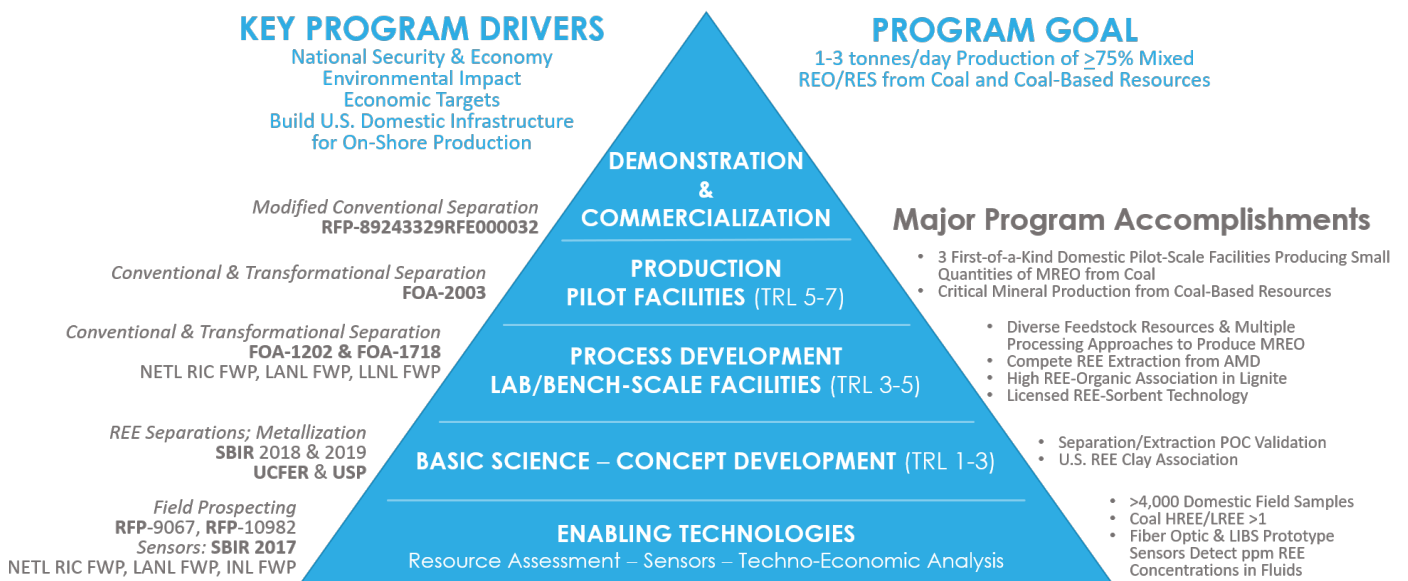 KEY PROGRAM DRIVERS
National Security & Economy
Environmental Impact
Economic Targets
Build U.S. Domestic Infrastructure
for On-Shore Production
PROGRAM GOAL
1-3 tonnes/day Production of ≥75% Mixed
REO/RES from Coal and Coal-Based Resources
DEMONSTRATION
&
COMMERCIALIZATION
Modified Conventional Separation
RFP-89243329RFE000032
Major Program Accomplishments
PRODUCTION
PILOT FACILITIES (TRL 5-7)
Conventional & Transformational Separation
FOA-2003
• 3 First-of-a-Kind Domestic Pilot-Scale Facilities Producing Small
Quantities of MREO from Coal
• Critical Mineral Production from Coal-Based Resources
Conventional & Transformational Separation
FOA-1202 & FOA-1718
NETL RIC FWP, LANL FWP, LLNL FWP
PROCESS DEVELOPMENT
LAB/BENCH-SCALE FACILITIES (TRL 3-5)
• Diverse Feedstock Resources & Multiple
Processing Approaches to Produce MREO
• Compete REE Extraction from AMD
• High REE-Organic Association in Lignite
• Licensed REE-Sorbent Technology
REE Separations; Metallization
SBIR 2018 & 2019
UCFER & USP
BASIC SCIENCE – CONCEPT DEVELOPMENT (TRL 1-3)
• Separation/Extraction POC Validation
• U.S. REE Clay Association
Field Prospecting
RFP-9067, RFP-10982
Sensors: SBIR 2017
NETL RIC FWP, LANL FWP, INL FWP
ENABLING TECHNOLOGIES
Resource Assessment – Sensors – Techno-Economic Analysis
• >4,000 Domestic Field Samples
• Coal HREE/LREE >1
• Fiber Optic & LIBS Prototype
Sensors Detect ppm REE
Concentrations in Fluids